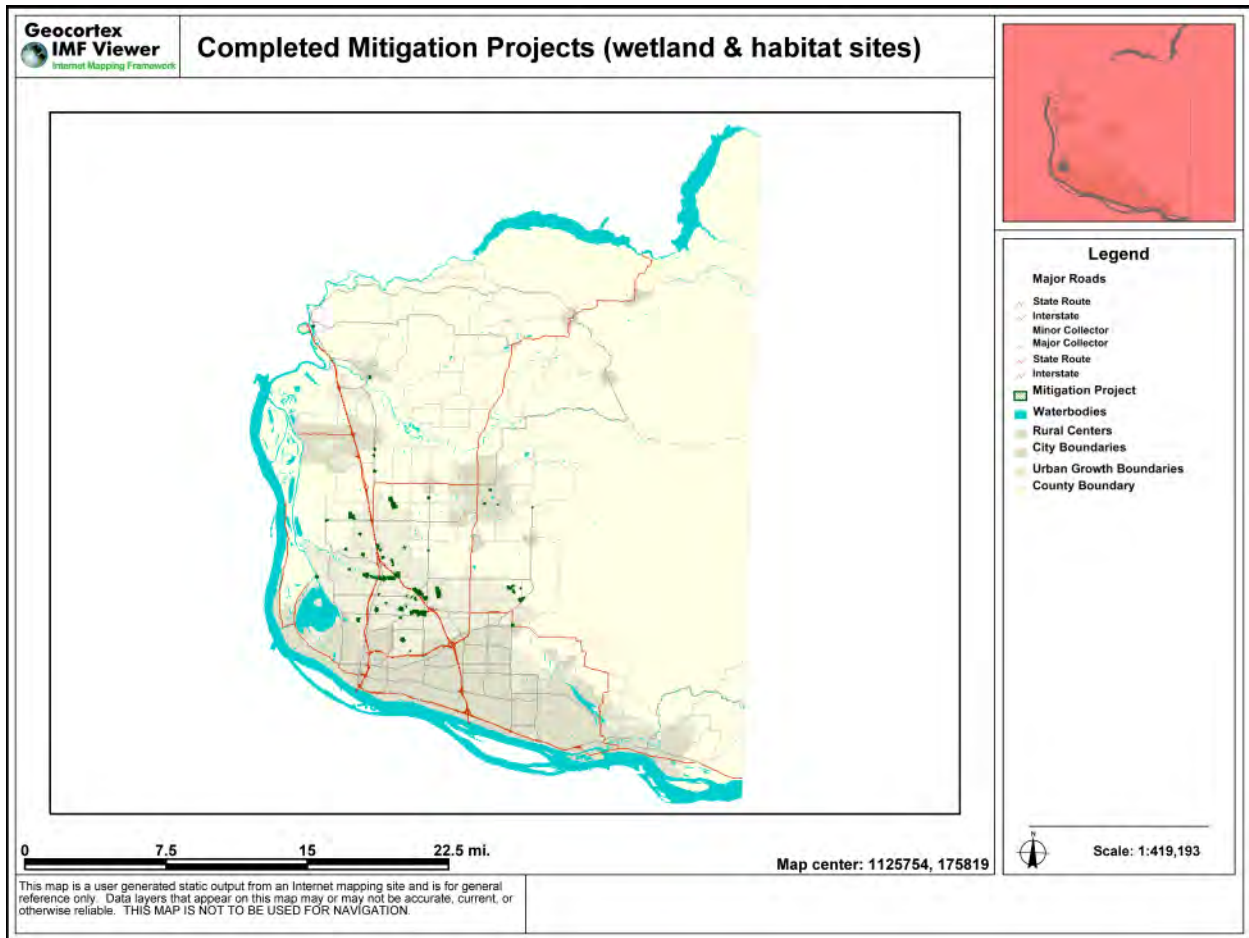 Geocortex
IMF Viewer
Internet Mapping Framework
Completed Mitigation Projects (wetland & habitat sites)
Legend
Major Roads
State Route
Interstate
Minor Collector
Major Collector
State Route
Interstate
Mitigation Project
Waterbodies
Rural Centers
City Boundaries
Urban Growth Boundaries
County Boundary
N
Scale: 1:419,193
0 7.5 15 22.5 mi.
Map center: 1125754, 175819
This map is a user generated static output from an Internet mapping site and is for general
reference only. Data layers that appear on this map may or may not be accurate, current, or
otherwise reliable. THIS MAP IS NOT TO BE USED FOR NAVIGATION.